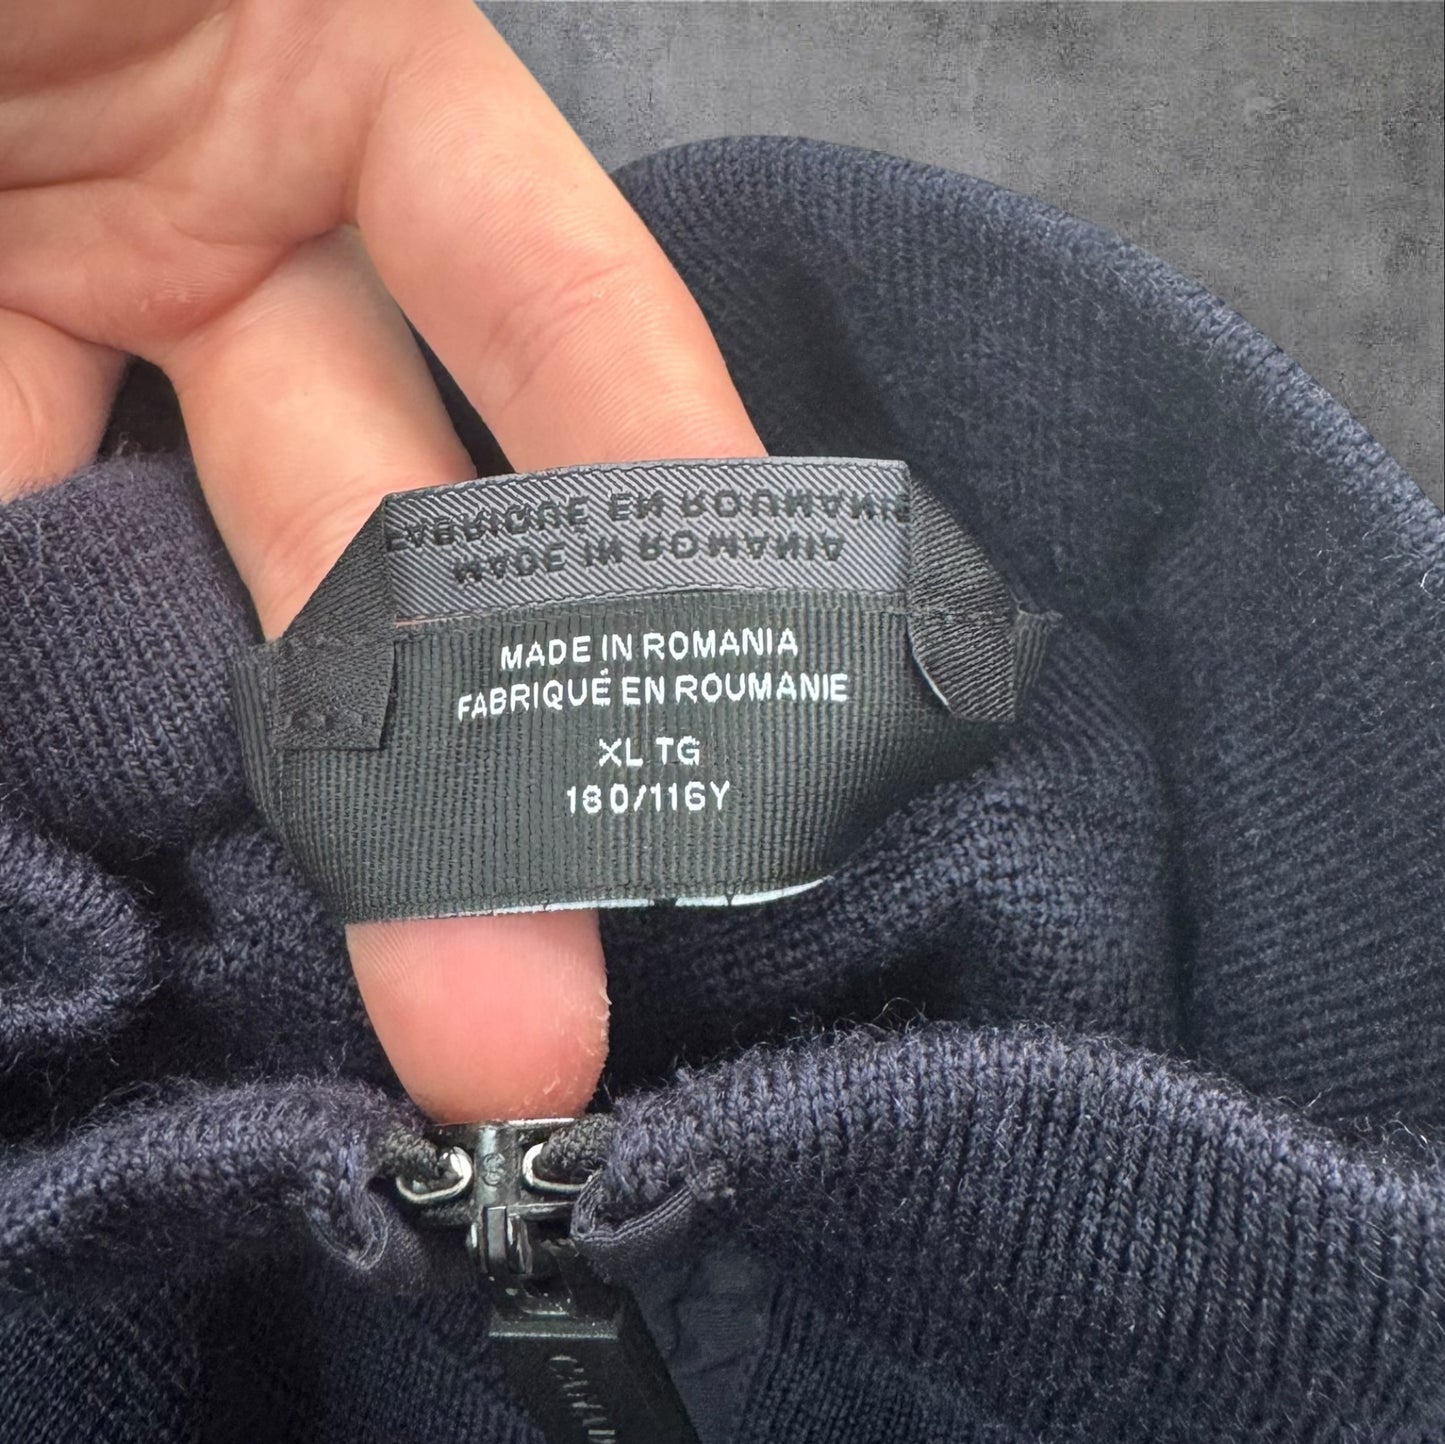 FABRIQUÉ EN ROUMANIE
MADE IN ROMANIA
MADE IN ROMANIA
FABRIQUÉ EN ROUMANIE
XL TG
180/116Y